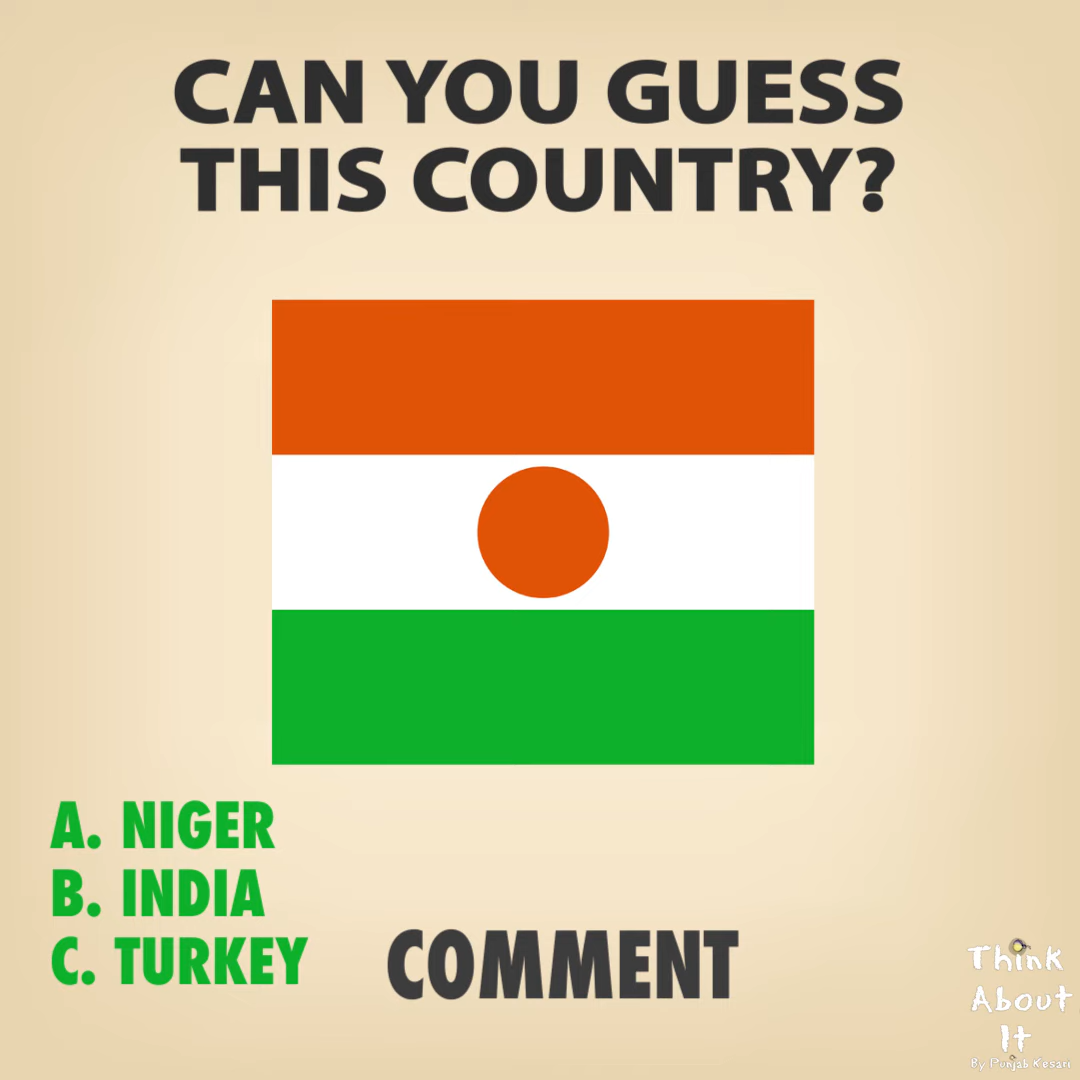 CAN YOU GUESS
THIS COUNTRY?
A. NIGER
B. INDIA
C. TURKEY
COMMENT
Think
About
It
By Punjab Kesari